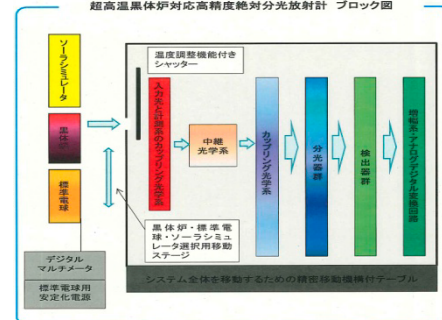 超高温黒体炉対応高精度絶対分光放射計 ブロック図
ソーラシミュレータ
黒体炉
標準電球
デジタル
マルチメータ
標準電球用
安定化電源
温度調整機能付き
シャッター
入力光と計測系のカップリング光学系
中継
光学系
カップリング光学系
分光器群
検出器群
増幅系・アナログデジタル変換回路
黒体炉・標準電
球・ソーラシミュ
レータ選択用移動
ステージ
システム全体を移動するための精密移動機構付テーブル